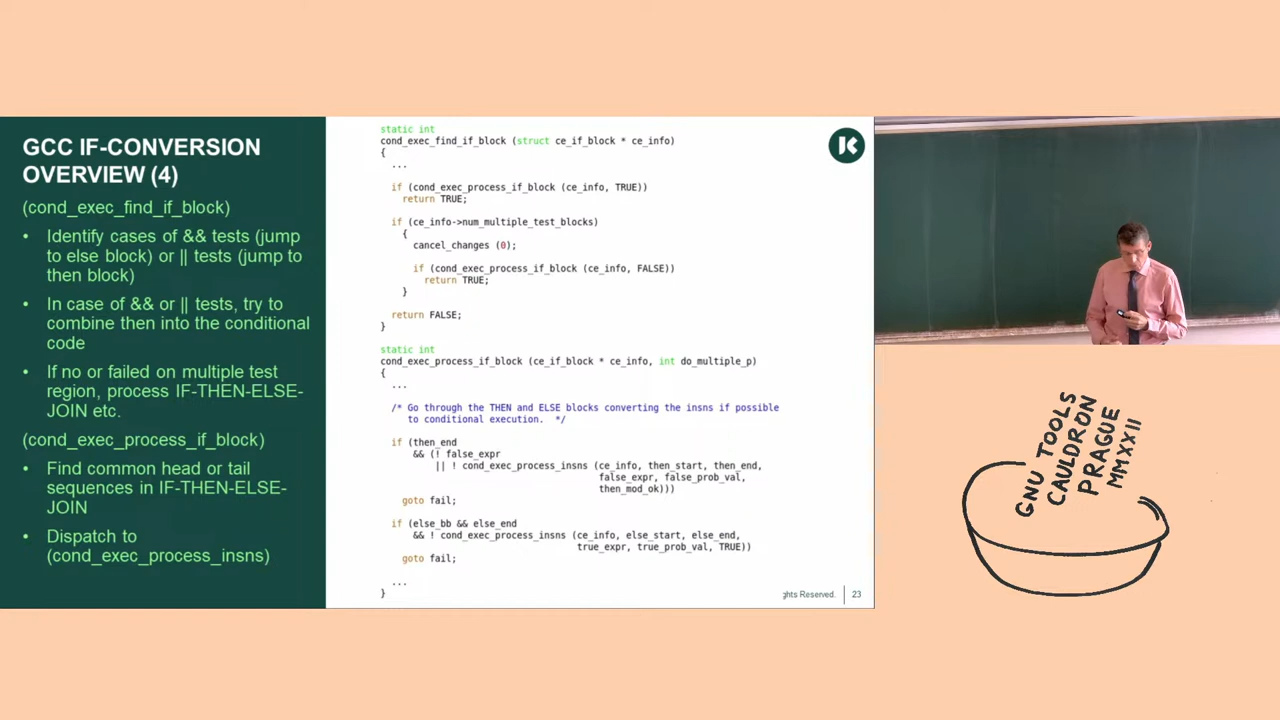 GCC IF-CONVERSION
OVERVIEW (4)
(cond_exec_find_if_block)
• Identify cases of && tests (jump
to else block) or || tests (jump to
then block)
• In case of && or || tests, try to
combine then into the conditional
code
• If no or failed on multiple test
region, process IF-THEN-ELSE-
JOIN etc.
(cond_exec_process_if_block)
• Find common head or tail
sequences in IF-THEN-ELSE-
JOIN
• Dispatch to
(cond_exec_process_insns)
static int
cond_exec_find_if_block (struct ce_if_block * ce_info)
{
...
if (cond_exec_process_if_block (ce_info, TRUE))
return TRUE;
if (ce_info->num_multiple_test_blocks)
{
cancel_changes (0);
if (cond_exec_process_if_block (ce_info, FALSE))
return TRUE;
}
return FALSE;
}
static int
cond_exec_process_if_block (ce_if_block * ce_info, int do_multiple_p)
{
...
/* Go through the THEN and ELSE blocks converting the insns if possible
to conditional execution.  */
if (then_end
&& (! false_expr
|| ! cond_exec_process_insns (ce_info, then_start, then_end,
false_expr, false_prob_val,
then_mod_ok)))
goto fail;
if (else_bb && else_end
&& ! cond_exec_process_insns (ce_info, else_start, else_end,
true_expr, true_prob_val, TRUE))
goto fail;
...
}
ghts Reserved. 23
K
GNU TOOLS
CAULDRON
PRAGUE
MMXXII